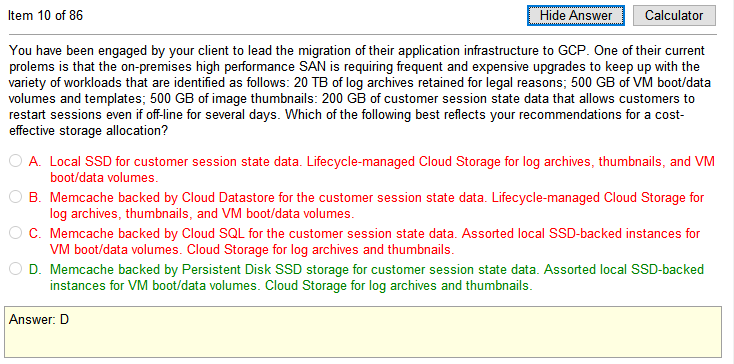 Item 10 of 86
Hide Answer
Calculator
You have been engaged by your client to lead the migration of their application infrastructure to GCP. One of their current
prolems is that the on-premises high performance SAN is requiring frequent and expensive upgrades to keep up with the
variety of workloads that are identified as follows: 20 TB of log archives retained for legal reasons; 500 GB of VM boot/data
volumes and templates; 500 GB of image thumbnails: 200 GB of customer session state data that allows customers to
restart sessions even if off-line for several days. Which of the following best reflects your recommendations for a cost-
effective storage allocation?
A. Local SSD for customer session state data. Lifecycle-managed Cloud Storage for log archives, thumbnails, and VM
boot/data volumes.
B. Memcache backed by Cloud Datastore for the customer session state data. Lifecycle-managed Cloud Storage for
log archives, thumbnails, and VM boot/data volumes.
C. Memcache backed by Cloud SQL for the customer session state data. Assorted local SSD-backed instances for
VM boot/data volumes. Cloud Storage for log archives and thumbnails.
D. Memcache backed by Persistent Disk SSD storage for customer session state data. Assorted local SSD-backed
instances for VM boot/data volumes. Cloud Storage for log archives and thumbnails.
Answer: D